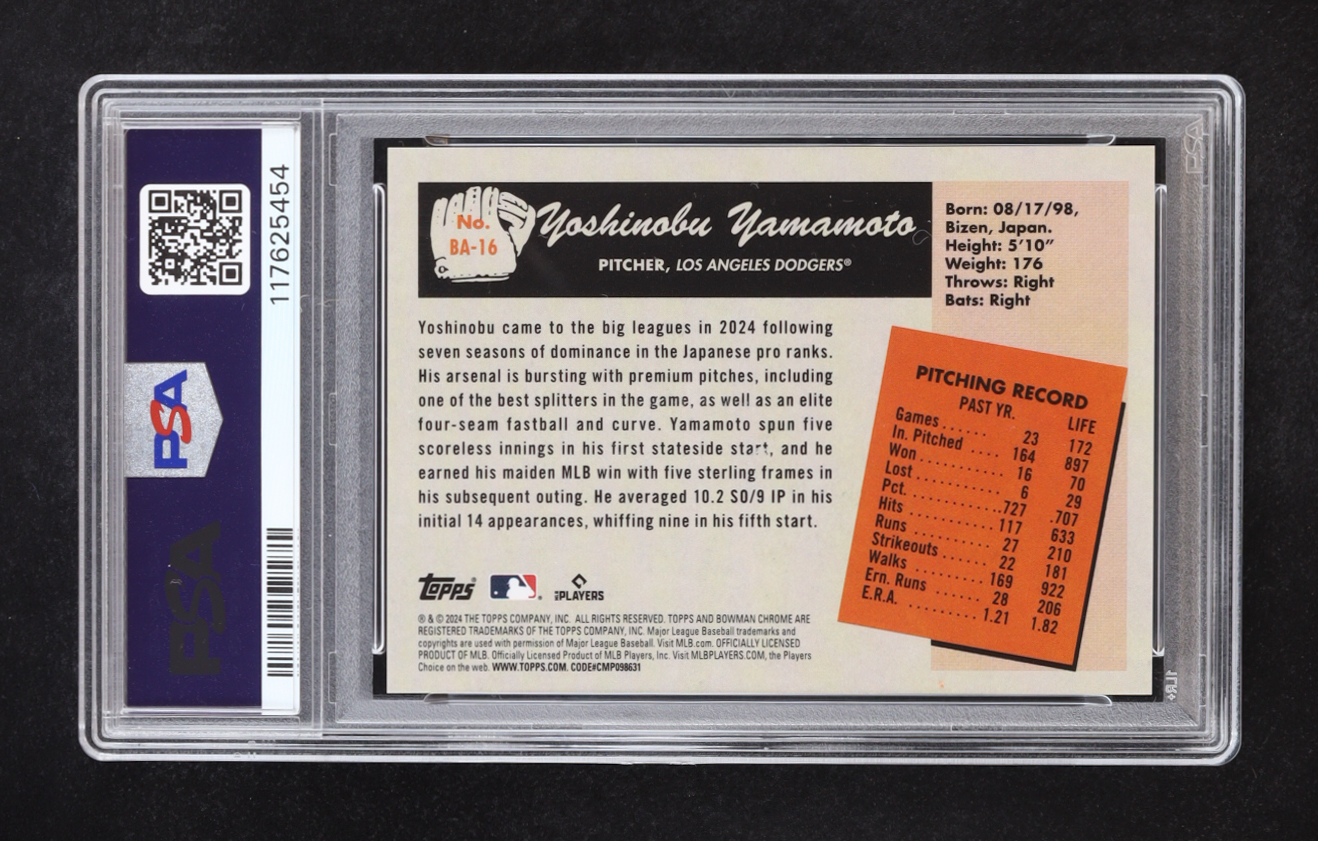 PSA
117625454
PSA
PSA
No.
BA-16
Yoshinobu Yamamoto
PITCHER, LOS ANGELES DODGERS®
Born: 08/17/98,
Bizen, Japan.
Height: 5'10"
Weight: 176
Throws: Right
Bats: Right
Yoshinobu came to the big leagues in 2024 following
seven seasons of dominance in the Japanese pro ranks.
His arsenal is bursting with premium pitches, including
one of the best splitters in the game, as well as an elite
four-seam fastball and curve. Yamamoto spun five
scoreless innings in his first stateside start, and he
earned his maiden MLB win with five sterling frames in
his subsequent outing. He averaged 10.2 SO/9 IP in his
initial 14 appearances, whiffing nine in his fifth start.
PITCHING RECORD
PAST YR. LIFE
Games...... 23 172
In. Pitched .... 164 897
Won .............. 16 70
Lost .............. 6 29
Pct. ..............727 .707
Hits .............. 117 633
Runs .............. 27 210
Strikeouts ........ 22 181
Walks ............ 169 922
Ern. Runs ........ 28 206
E.R.A. .......... 1.21 1.82
Topps
PLAYERS
® & © 2024 THE TOPPS COMPANY, INC. ALL RIGHTS RESERVED. TOPPS AND BOWMAN CHROME ARE
REGISTERED TRADEMARKS OF THE TOPPS COMPANY, INC. Major League Baseball trademarks and
copyrights are used with permission of Major League Baseball. Visit MLB.com. OFFICIALLY LICENSED
PRODUCT OF MLB. Officially Licensed Product of MLB Players, Inc. Visit MLBPLAYERS.COM, the Players
Choice on the web. WWW.TOPPS.COM. CODE#CMP098631